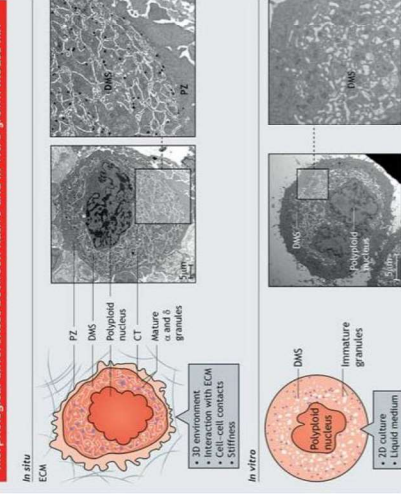 In situ
ECM
PZ
DMS
Polyploid
nucleus
CT
Mature
α and δ
granules
• 3D environment
• Interaction with ECM
• Cell–cell contacts
• Stiffness
5µm
DMS
PZ
In vitro
DMS
Immature
granules
Polyploid
nucleus
• 2D culture
• Liquid medium
DMS
Polyploid
nucleus
5µm
DMS